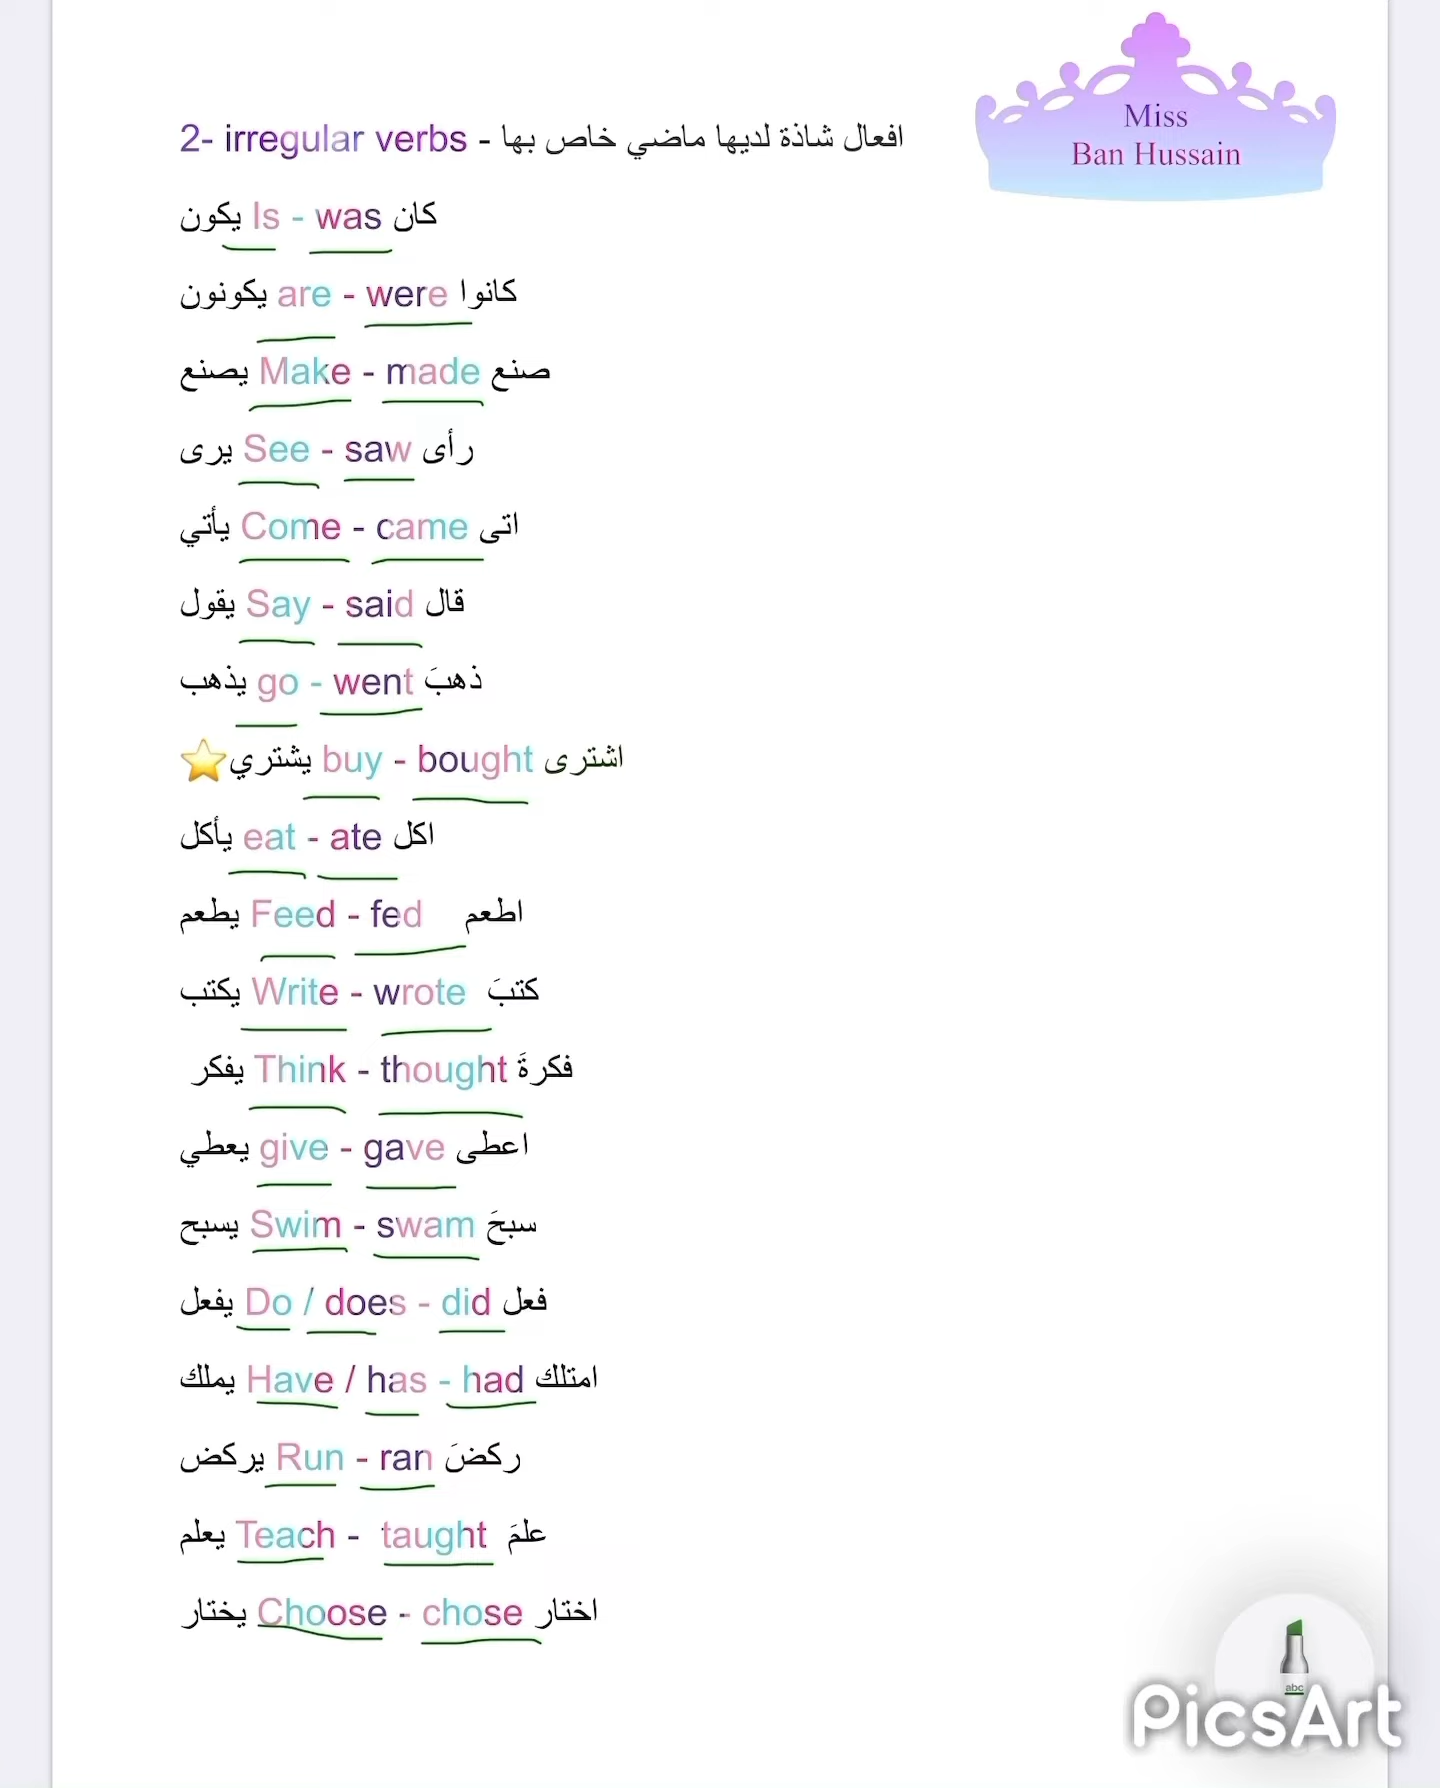 Miss
Ban Hussain
2- irregular verbs - افعال شاذة لديها ماضي خاص بها
يكون Is - was كان
يكونون are - were كانوا
يصنع Make - made صنع
يرى See - saw رأى
يأتي Come - came اتى
يقول Say - said قال
يذهب go - went ذهبَ
⭐يشتري buy - bought اشترى
يأكل eat - ate اكل
يطعم Feed - fed اطعم
يكتب Write - wrote كتبَ
يفكر Think - thought فكرةَ
يعطي give - gave اعطى
يسبح Swim - swam سبحَ
يفعل Do / does - did فعل
يملك Have / has - had امتلك
يركض Run - ran ركضَ
يعلم Teach - taught علمَ
يختار Choose - chose اختار
abc
PicsArt